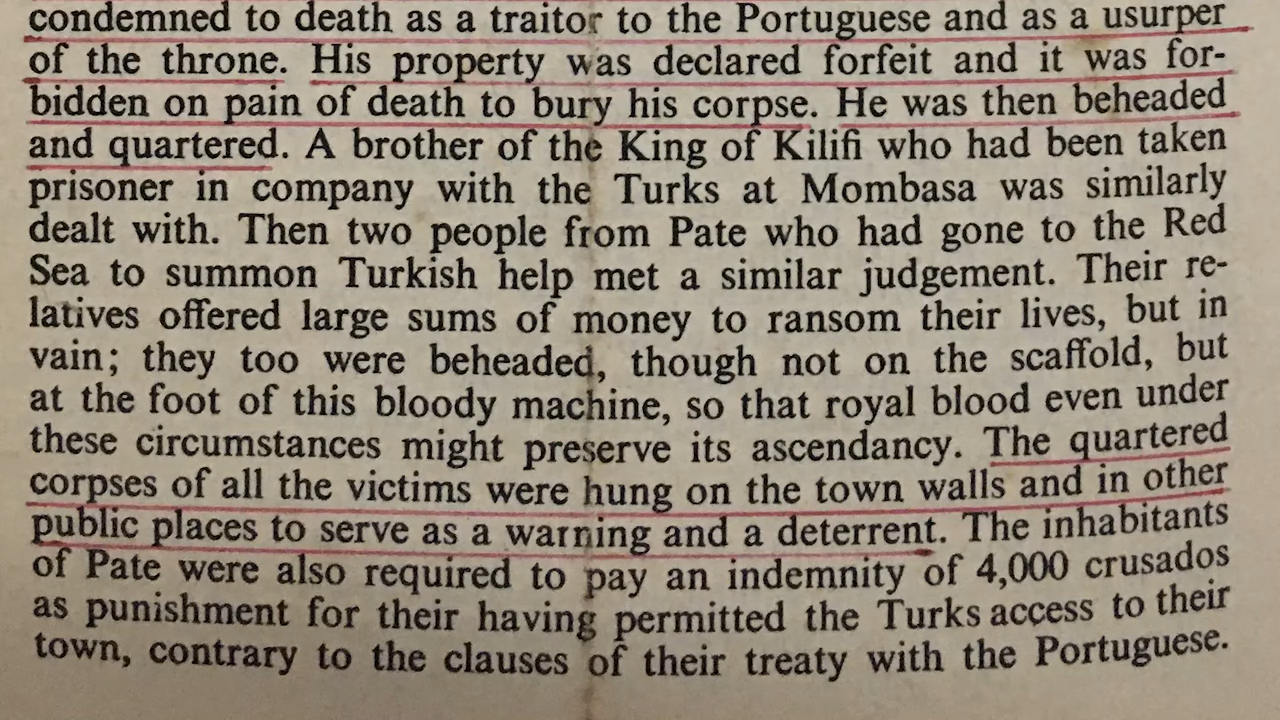 condemned to death as a traitor to the Portuguese and as a usurper
of the throne. His property was declared forfeit and it was for-
bidden on pain of death to bury his corpse. He was then beheaded
and quartered. A brother of the King of Kilifi who had been taken
prisoner in company with the Turks at Mombasa was similarly
dealt with. Then two people from Pate who had gone to the Red
Sea to summon Turkish help met a similar judgement. Their re-
latives offered large sums of money to ransom their lives, but in
vain; they too were beheaded, though not on the scaffold, but
at the foot of this bloody machine, so that royal blood even under
these circumstances might preserve its ascendancy. The quartered
corpses of all the victims were hung on the town walls and in other
public places to serve as a warning and a deterrent. The inhabitants
of Pate were also required to pay an indemnity of 4,000 crusados
as punishment for their having permitted the Turks access to their
town, contrary to the clauses of their treaty with the Portuguese.